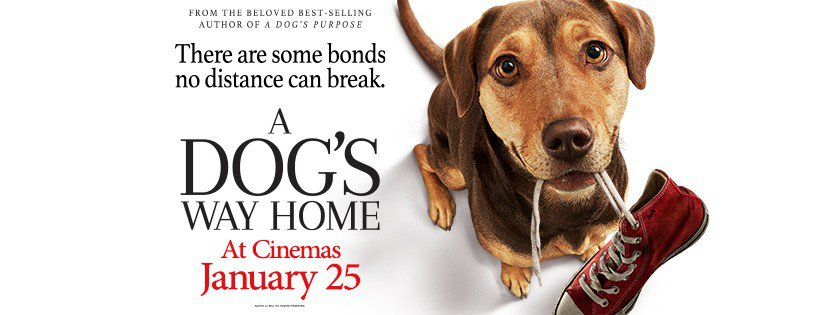 FROM THE BELOVED BEST-SELLING
AUTHOR OF A DOG'S PURPOSE
There are some bonds
no distance can break.
A
DOG'S
WAY HOME
At Cinemas
January 25